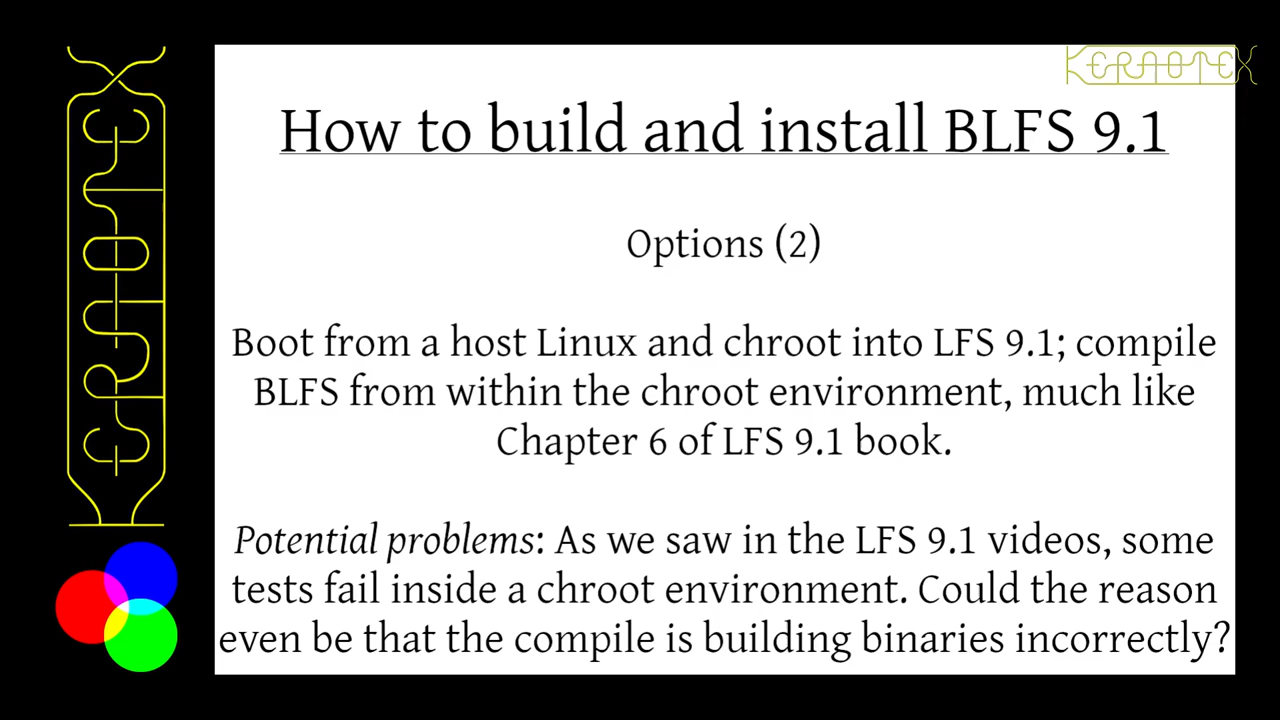 KERAOTEX
How to build and install BLFS 9.1
Options (2)
Boot from a host Linux and chroot into LFS 9.1; compile
BLFS from within the chroot environment, much like
Chapter 6 of LFS 9.1 book.
Potential problems: As we saw in the LFS 9.1 videos, some
tests fail inside a chroot environment. Could the reason
even be that the compile is building binaries incorrectly?